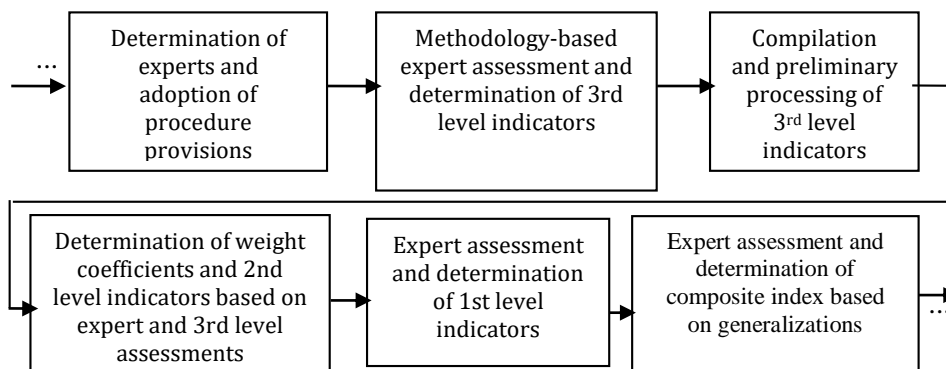 ...
Determination of
experts and
adoption of
procedure
provisions
Methodology-based
expert assessment and
determination of 3rd
level indicators
Compilation
and preliminary
processing of
3rd level
indicators
Determination of weight
coefficients and 2nd
level indicators based on
expert and 3rd level
assessments
Expert assessment
and determination
of 1st level
indicators
Expert assessment and
determination of
composite index based
on generalizations
...